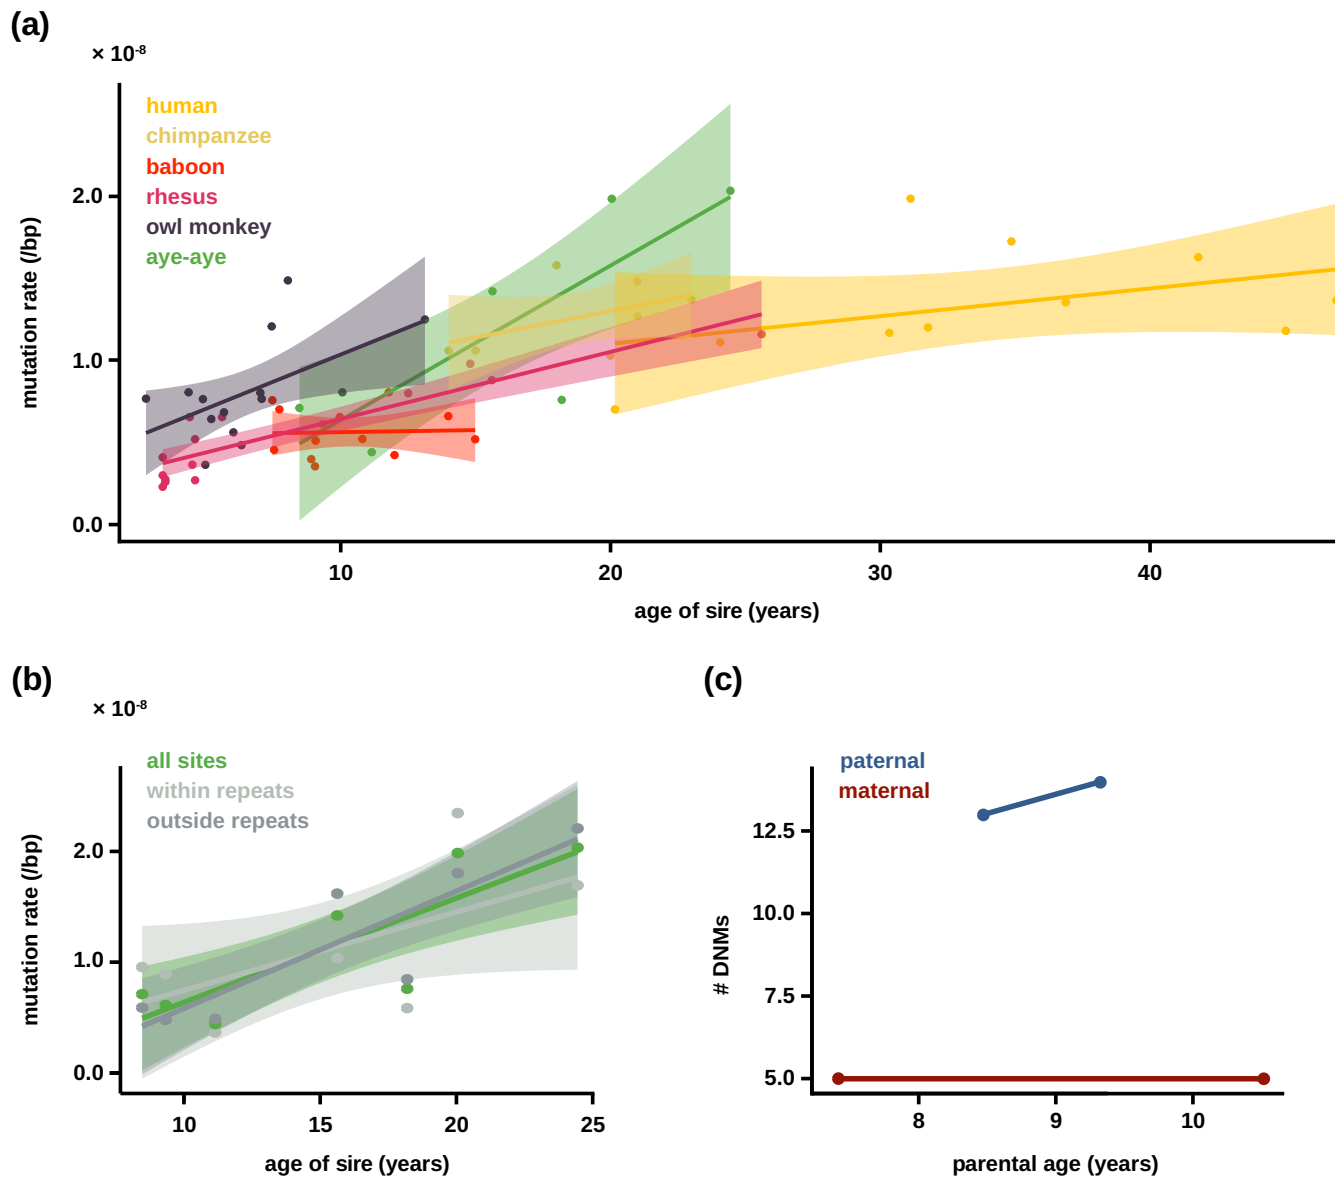 (a)
× 10-8
human
chimpanzee
baboon
rhesus
owl monkey
aye-aye
2.0
1.0
0.0
mutation rate (/bp)
10
20
30
40
age of sire (years)
(b)
× 10-8
all sites
within repeats
outside repeats
2.0
1.0
0.0
mutation rate (/bp)
10
15
20
25
age of sire (years)
(c)
paternal
maternal
12.5
10.0
7.5
5.0
# DNMs
8
9
10
parental age (years)